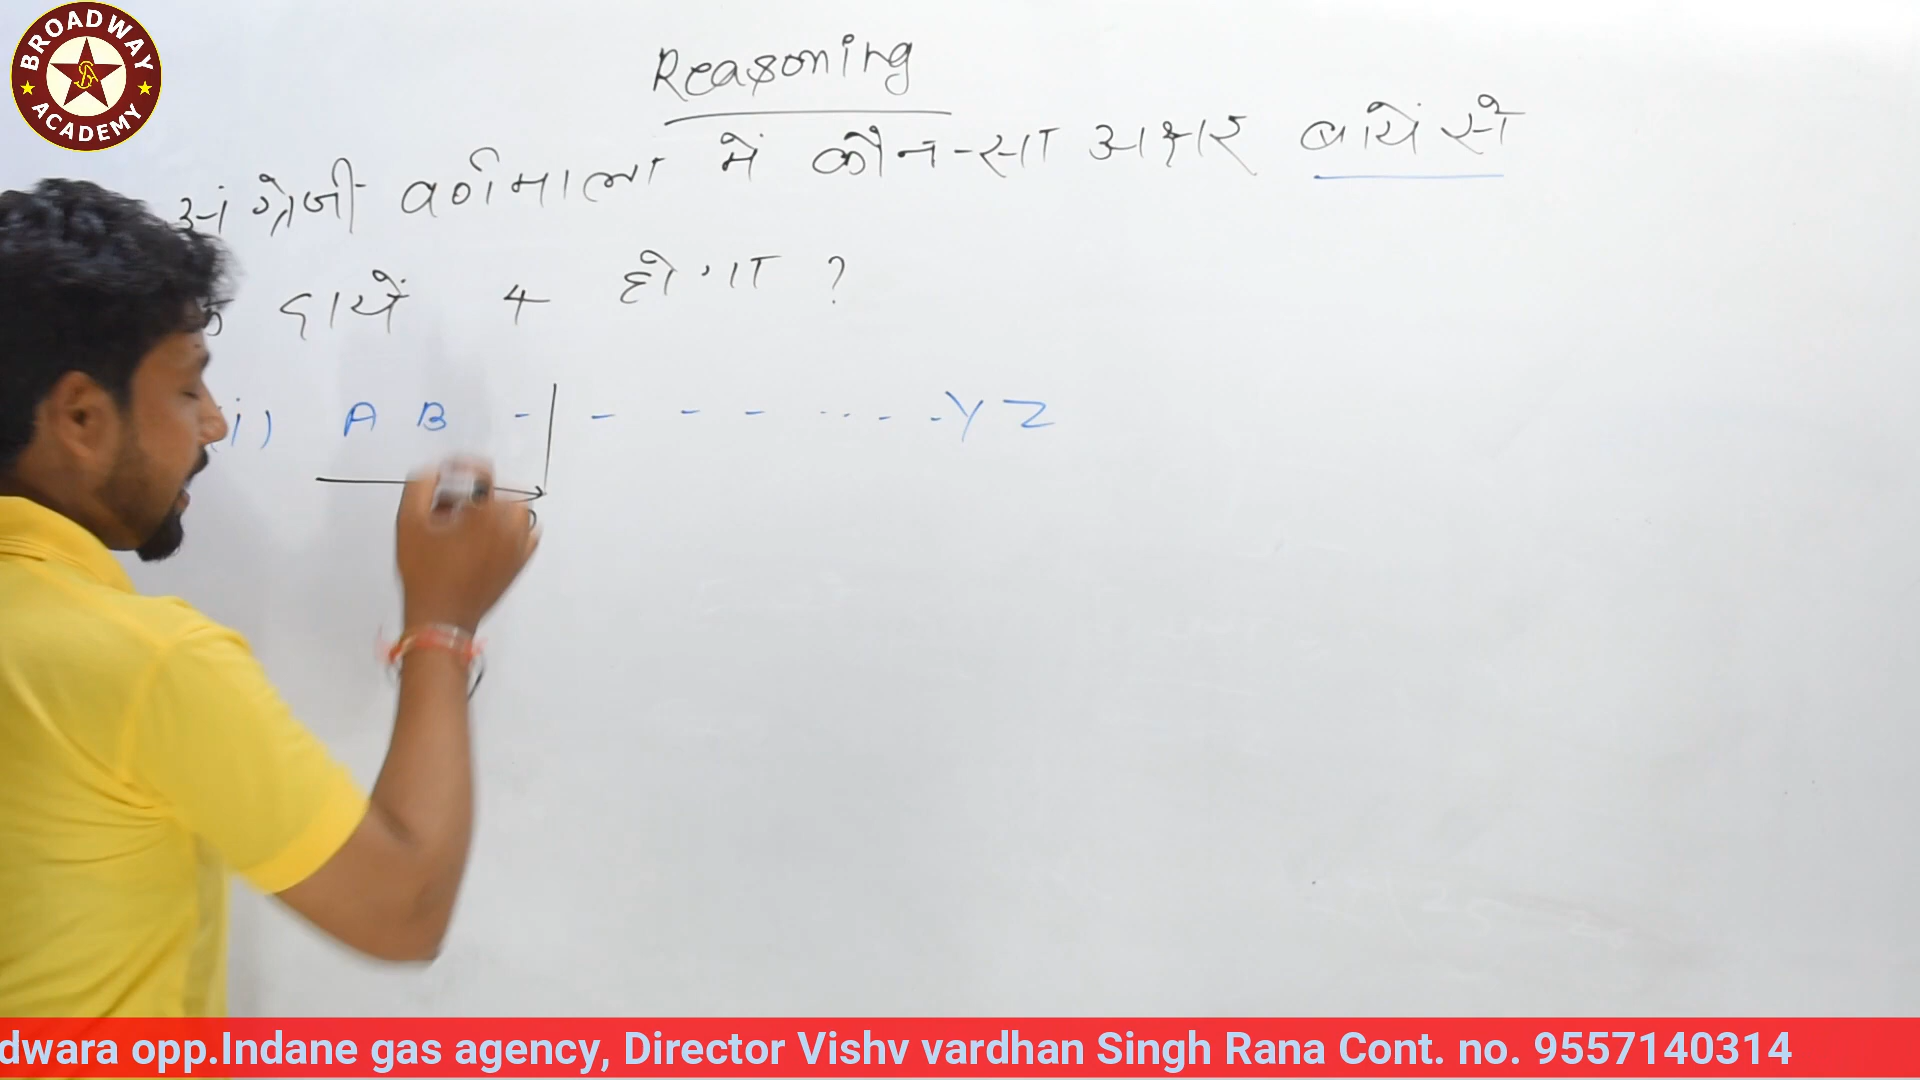 BROADWAY ACADEMY
Reasoning
अंग्रेजी वर्णमाला में कौन-सा अक्षर बायें से
दायें 4 होगा ?
(i) A B - - - - - - - - - Y Z
dwara opp.Indane gas agency, Director Vishv vardhan Singh Rana Cont. no. 9557140314